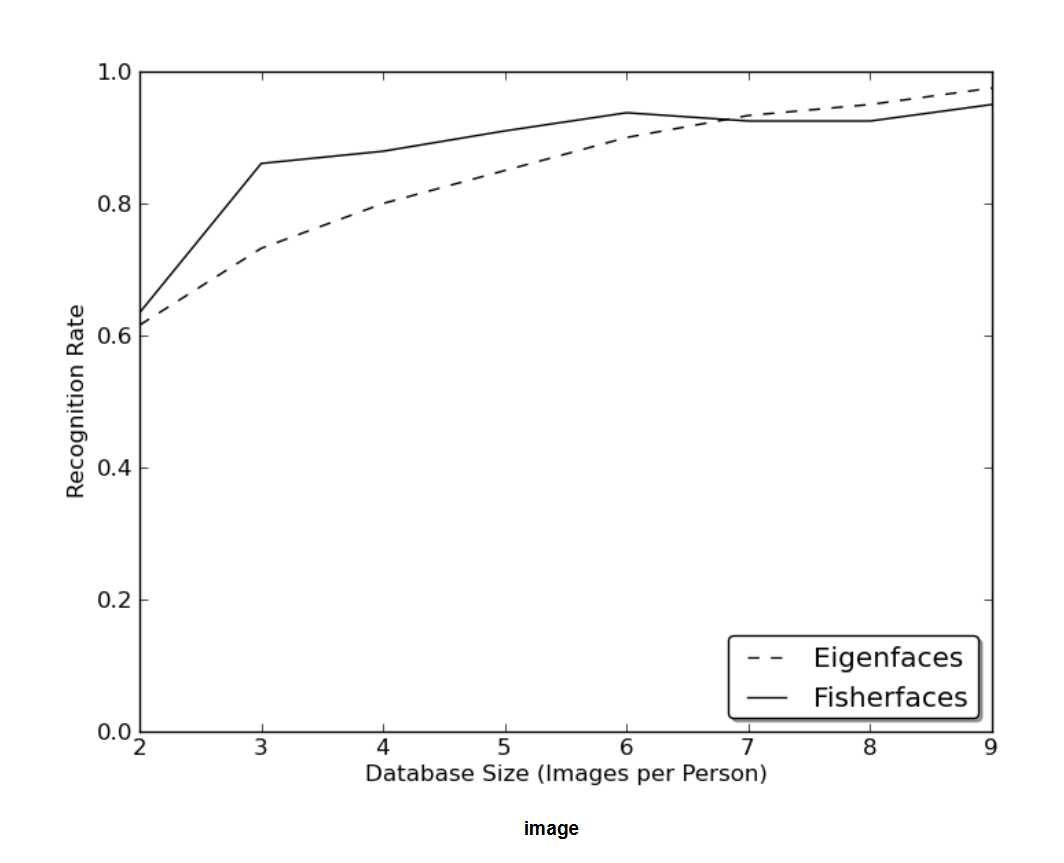 1.0
0.8
0.6
0.4
0.2
0.0
Recognition Rate
Eigenfaces
Fisherfaces
2 3 4 5 6 7 8 9
Database Size (Images per Person)
image